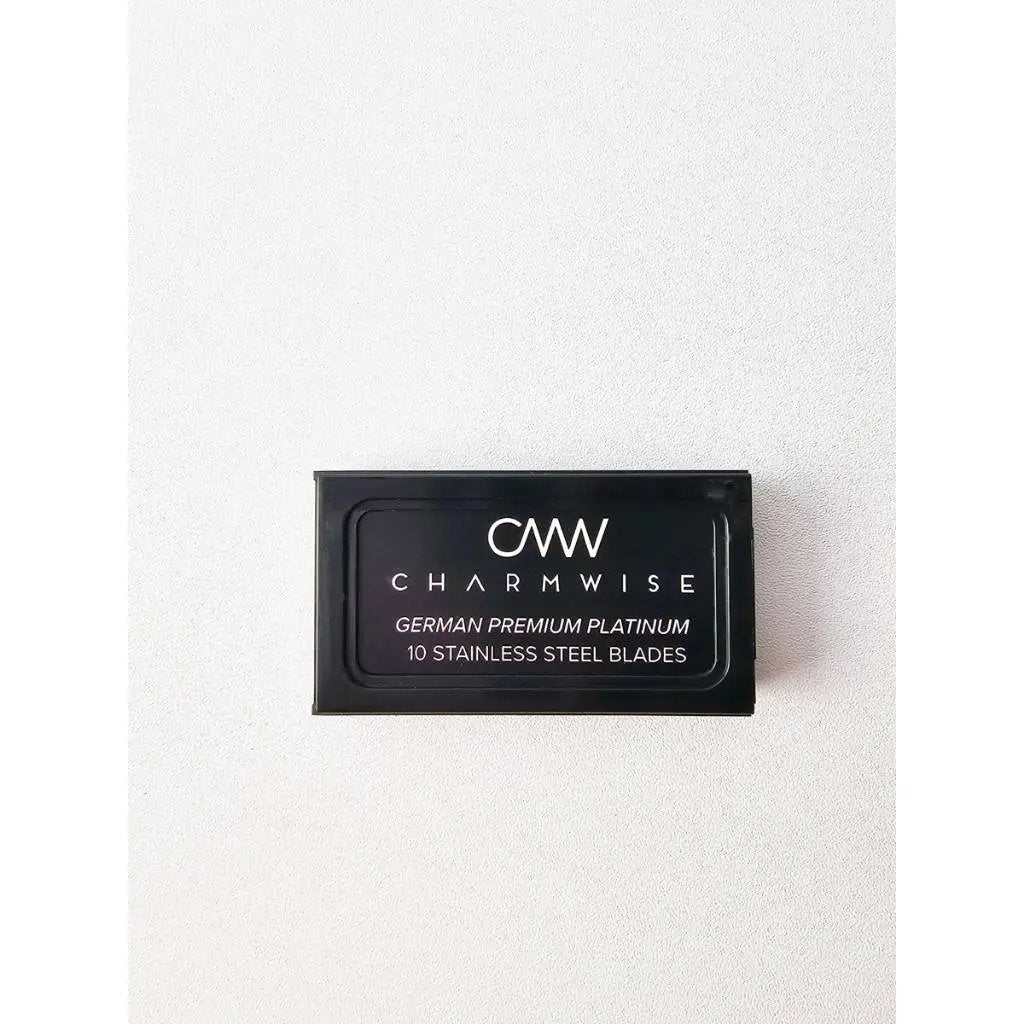 CMW
CHARMWISE
GERMAN PREMIUM PLATINUM
10 STAINLESS STEEL BLADES